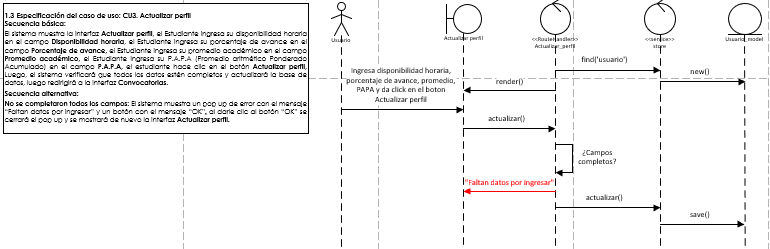 1.3 Especificación del caso de uso: CU3. Actualizar perfil
Secuencia básica:
El sistema muestra la interfaz Actualizar perfil, el Estudiante ingresa su disponibilidad horaria
en el campo Disponibilidad horaria, el Estudiante ingresa su porcentaje de avance en el
campo Porcentaje de avance, el Estudiante ingresa su promedio académico en el campo
Promedio académico, el Estudiante ingresa su P.A.P.A (Promedio aritmético Ponderado
Acumulado) en el campo P.A.P.A, el estudiante hace clic en el botón Actualizar perfil.
Luego, el sistema verificará que todos los datos estén completos y actualizará la base de
datos, luego redirigirá a la interfaz Convocatorias.
Secuencia alternativa:
No se completaron todos los campos: El sistema muestra un pop up de error con el mensaje
"Faltan datos por ingresar" y un botón con el mensaje "OK", al darle clic al botón "OK" se
cerrará el pop up y se mostrará de nuevo la interfaz Actualizar perfil.
Usuario
Actualizar perfil
<<RouteHandler>>
Actualizar_perfil
<<service>>
store
Usuario_model
find('usuario')
new()
render()
Ingresa disponibilidad horaria,
porcentaje de avance, promedio,
PAPA y da click en el boton
Actualizar perfil
actualizar()
¿Campos
completos?
"Faltan datos por ingresar"
actualizar()
save()